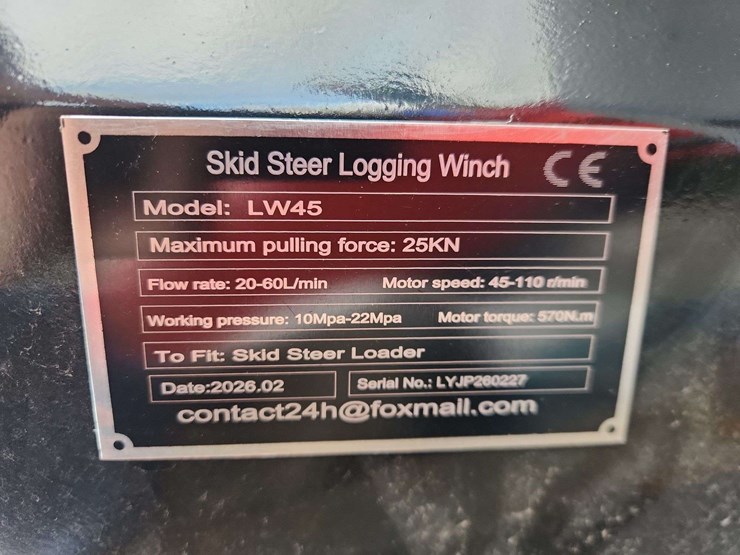 Skid Steer Logging Winch CE
Model: LW45
Maximum pulling force: 25KN
Flow rate: 20-60L/min Motor speed: 45-110 r/min
Working pressure: 10Mpa-22Mpa Motor torque: 570N.m
To Fit: Skid Steer Loader
Date:2026.02 Serial No.: LYJP260227
contact24h@foxmail.com